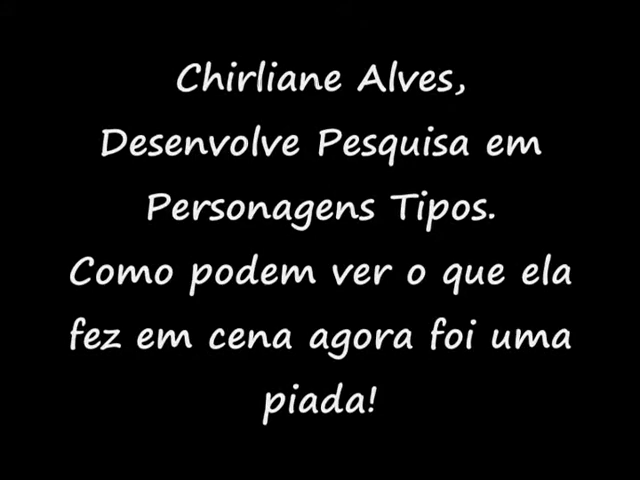 Chirliane Alves,
Desenvolve Pesquisa em
Personagens Tipos.
Como podem ver o que ela
fez em cena agora foi uma
piada!